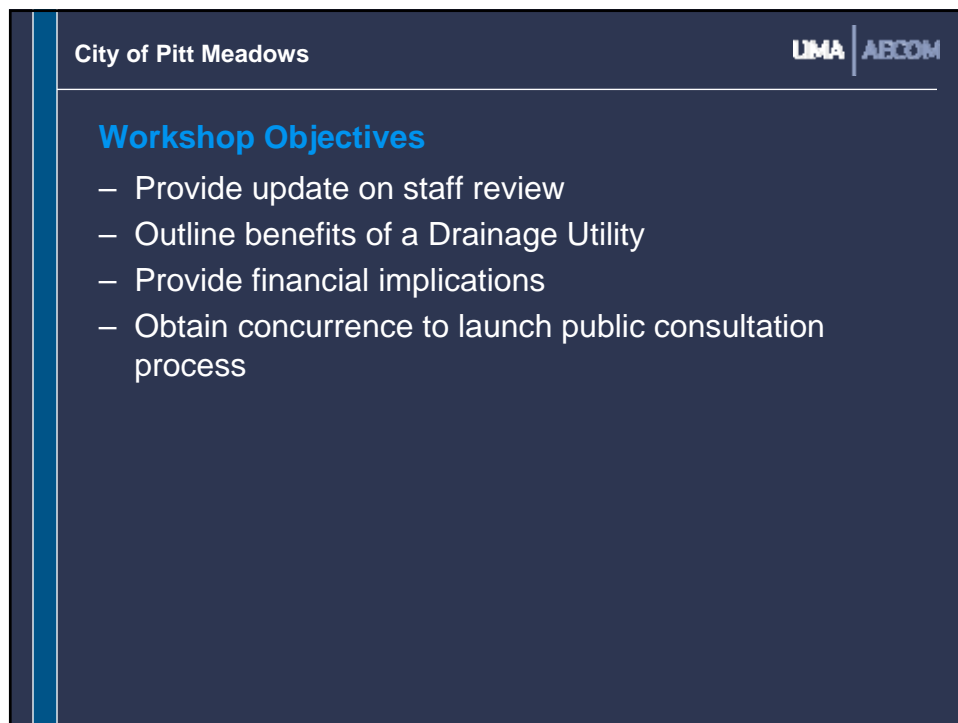 City of Pitt Meadows
UMA AECOM
Workshop Objectives
– Provide update on staff review
– Outline benefits of a Drainage Utility
– Provide financial implications
– Obtain concurrence to launch public consultation
process